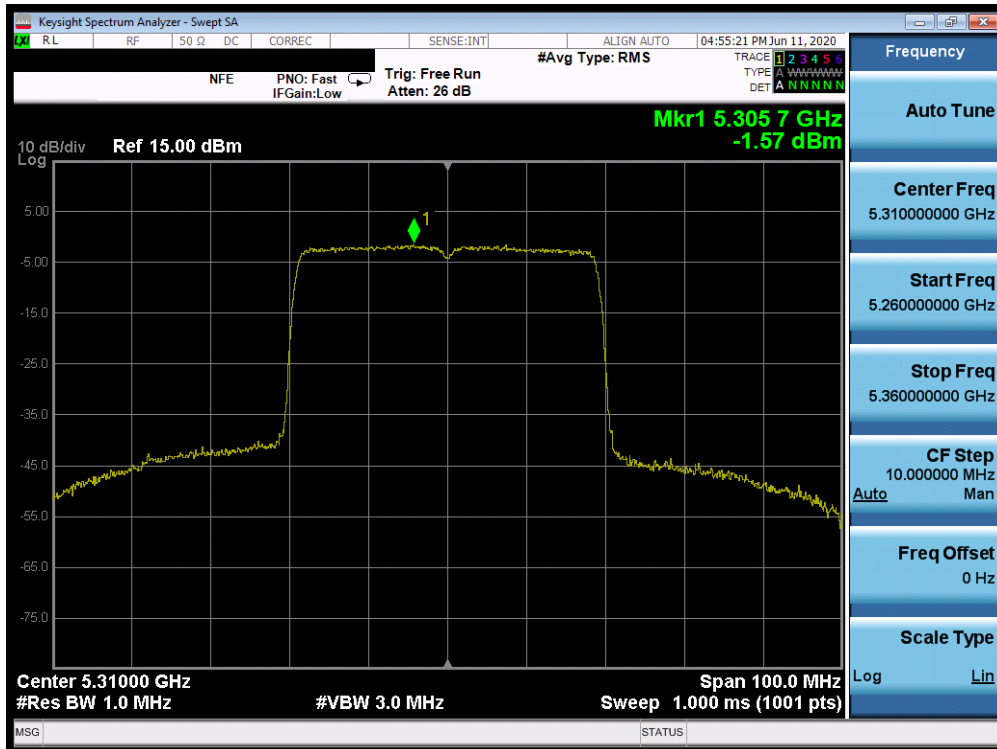 Keysight Spectrum Analyzer - Swept SA
LXI RL RF 50 Ω DC CORREC SENSE:INT ALIGN AUTO 04:55:21 PM Jun 11, 2020
NFE PNO: Fast Trig: Free Run #Avg Type: RMS TRACE 1 2 3 4 5 6
IFGain:Low Atten: 26 dB TYPE A WWWWW
DET A N N N N N
Mkr1 5.305 7 GHz
-1.57 dBm
10 dB/div Ref 15.00 dBm
Log
1
5.00
-5.00
-15.0
-25.0
-35.0
-45.0
-55.0
-65.0
-75.0
Center 5.31000 GHz Span 100.0 MHz
#Res BW 1.0 MHz #VBW 3.0 MHz Sweep 1.000 ms (1001 pts)
MSG STATUS
Frequency
Auto Tune
Center Freq
5.310000000 GHz
Start Freq
5.260000000 GHz
Stop Freq
5.360000000 GHz
CF Step
10.000000 MHz
Auto Man
Freq Offset
0 Hz
Scale Type
Log Lin